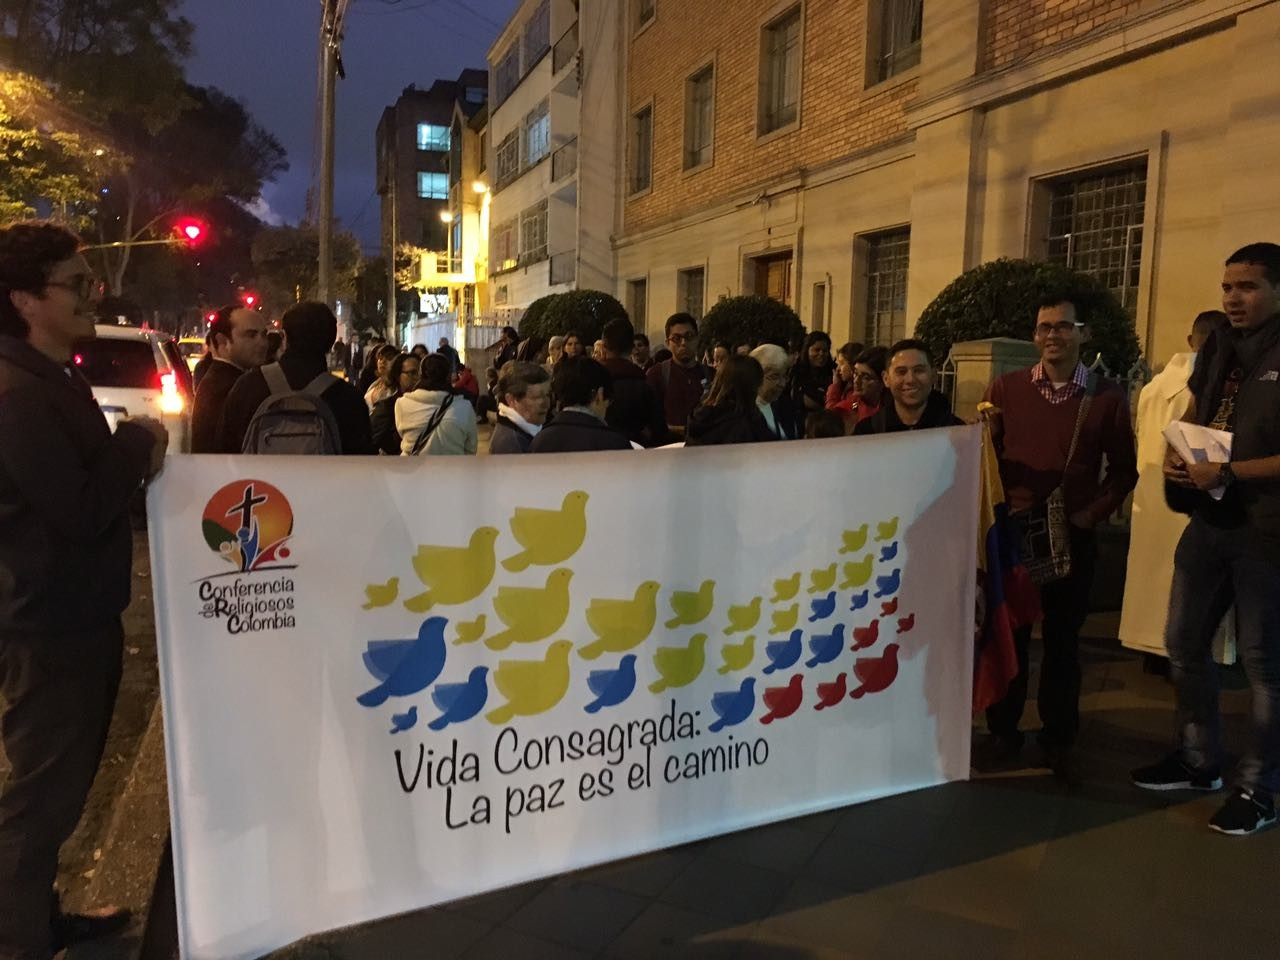 Conferencia
de Religiosos
Colombia
Vida Consagrada:
La paz es el camino